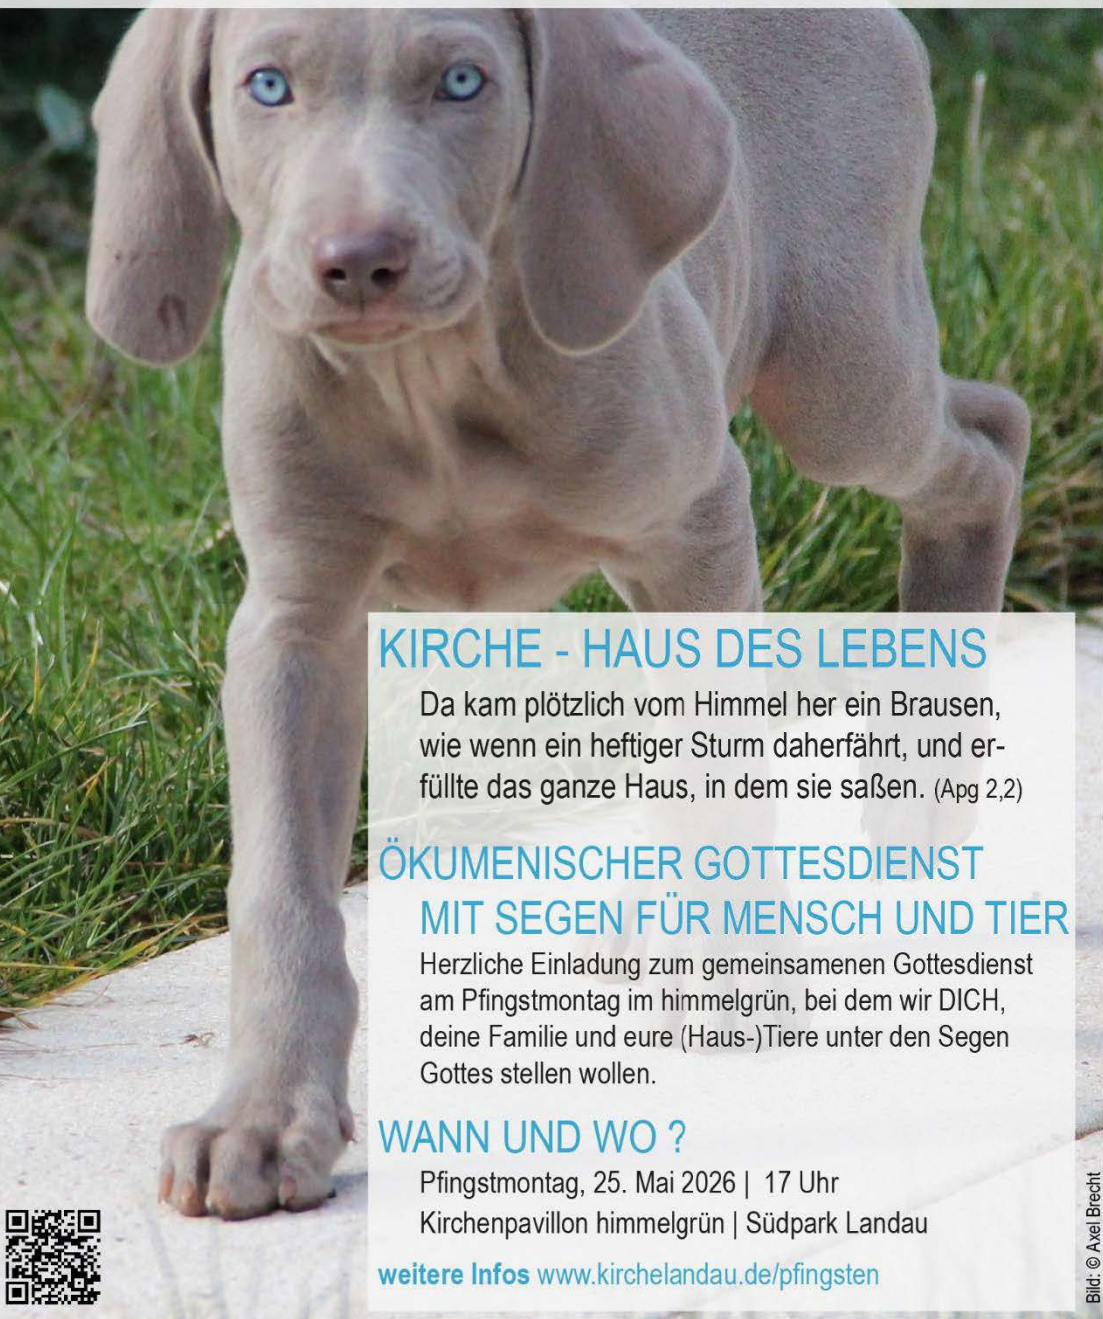 KIRCHE - HAUS DES LEBENS
Da kam plötzlich vom Himmel her ein Brausen,
wie wenn ein heftiger Sturm daherfährt, und er-
füllte das ganze Haus, in dem sie saßen. (Apg 2,2)
ÖKUMENISCHER GOTTESDIENST
MIT SEGEN FÜR MENSCH UND TIER
Herzliche Einladung zum gemeinsamenen Gottesdienst
am Pfingstmontag im himmelgrün, bei dem wir DICH,
deine Familie und eure (Haus-)Tiere unter den Segen
Gottes stellen wollen.
WANN UND WO ?
Pfingstmontag, 25. Mai 2026 | 17 Uhr
Kirchenpavillon himmelgrün | Südpark Landau
weitere Infos www.kirchelandau.de/pfingsten
Bild: © Axel Brecht